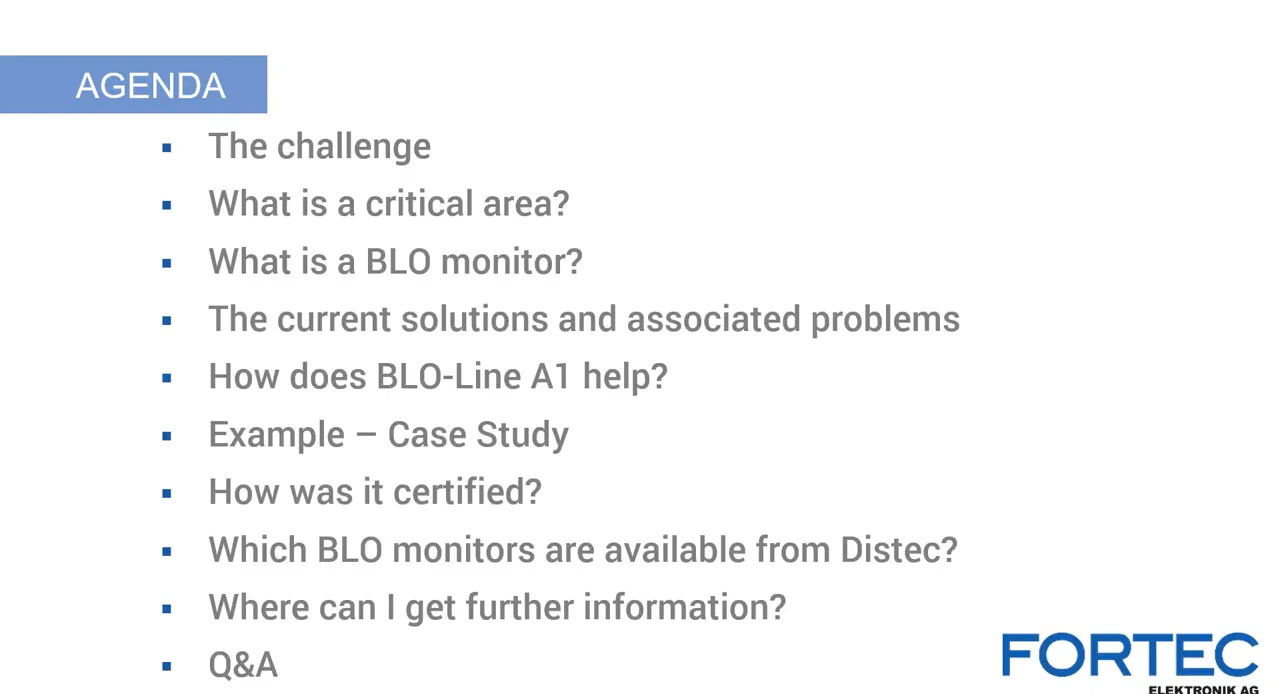 AGENDA
▪ The challenge
▪ What is a critical area?
▪ What is a BLO monitor?
▪ The current solutions and associated problems
▪ How does BLO-Line A1 help?
▪ Example – Case Study
▪ How was it certified?
▪ Which BLO monitors are available from Distec?
▪ Where can I get further information?
▪ Q&A
FORTEC
ELEKTRONIK AG